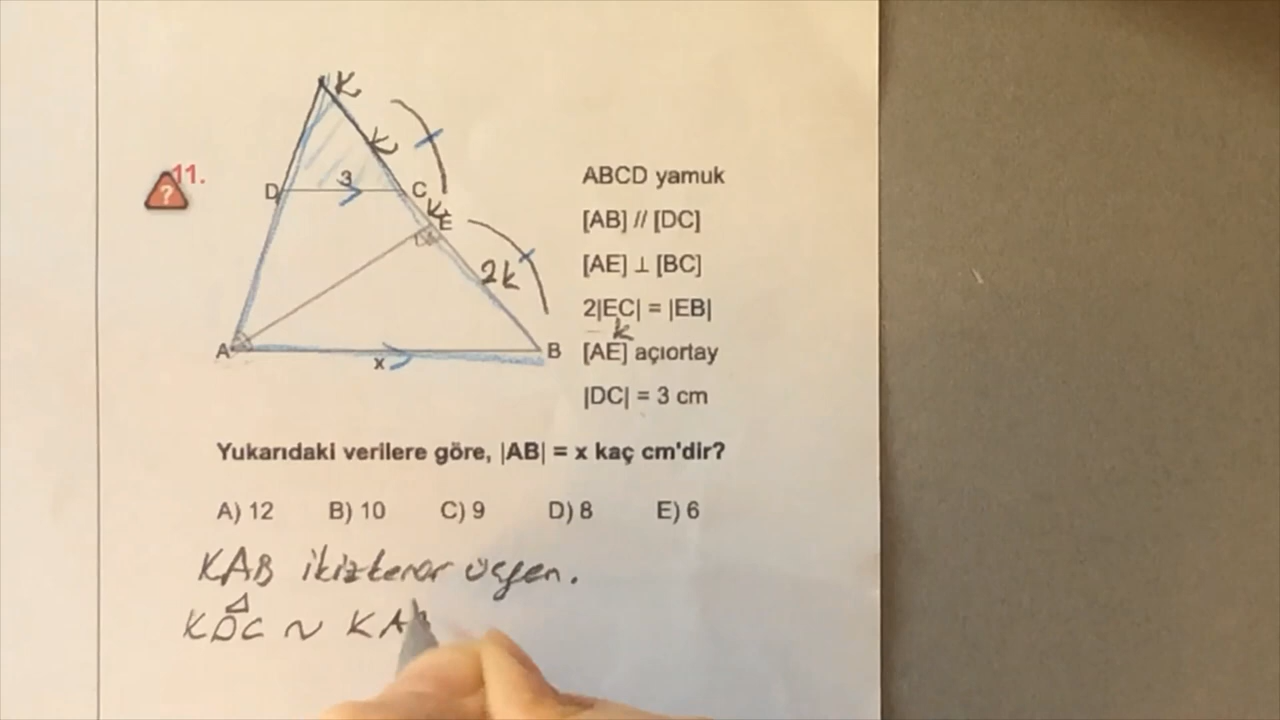 K
K
11.
?
D
3
C
K
E
2k
A
x
B
ABCD yamuk
[AB] // [DC]
[AE] ⊥ [BC]
2|EC| = |EB|
k
[AE] açıortay
|DC| = 3 cm
Yukarıdaki verilere göre, |AB| = x kaç cm'dir?
A) 12 B) 10 C) 9 D) 8 E) 6
KAB ikizkenar üçgen.
KDC ~ KAB